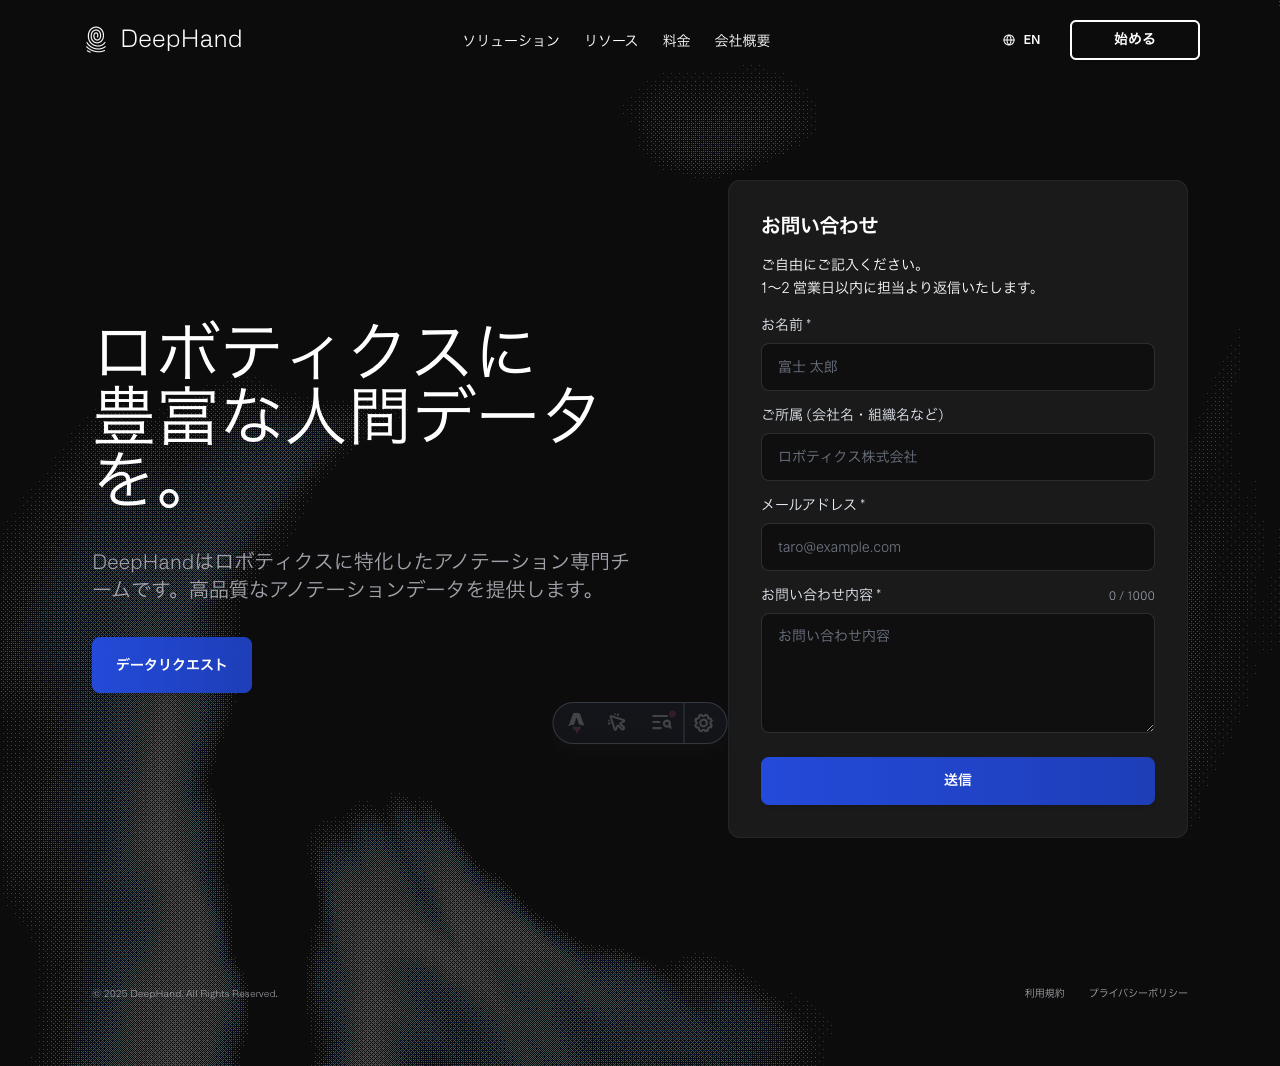 DeepHand
ソリューション
リソース
料金
会社概要
EN
始める
ロボティクスに
豊富な人間データ
を。
DeepHandはロボティクスに特化したアノテーション専門チ
ームです。高品質なアノテーションデータを提供します。
データリクエスト
お問い合わせ
ご自由にご記入ください。
1〜2 営業日以内に担当より返信いたします。
お名前 *
富士 太郎
ご所属 (会社名・組織名など)
ロボティクス株式会社
メールアドレス *
taro@example.com
お問い合わせ内容 *
0 / 1000
お問い合わせ内容
送信
© 2025 DeepHand. All Rights Reserved.
利用規約
プライバシーポリシー